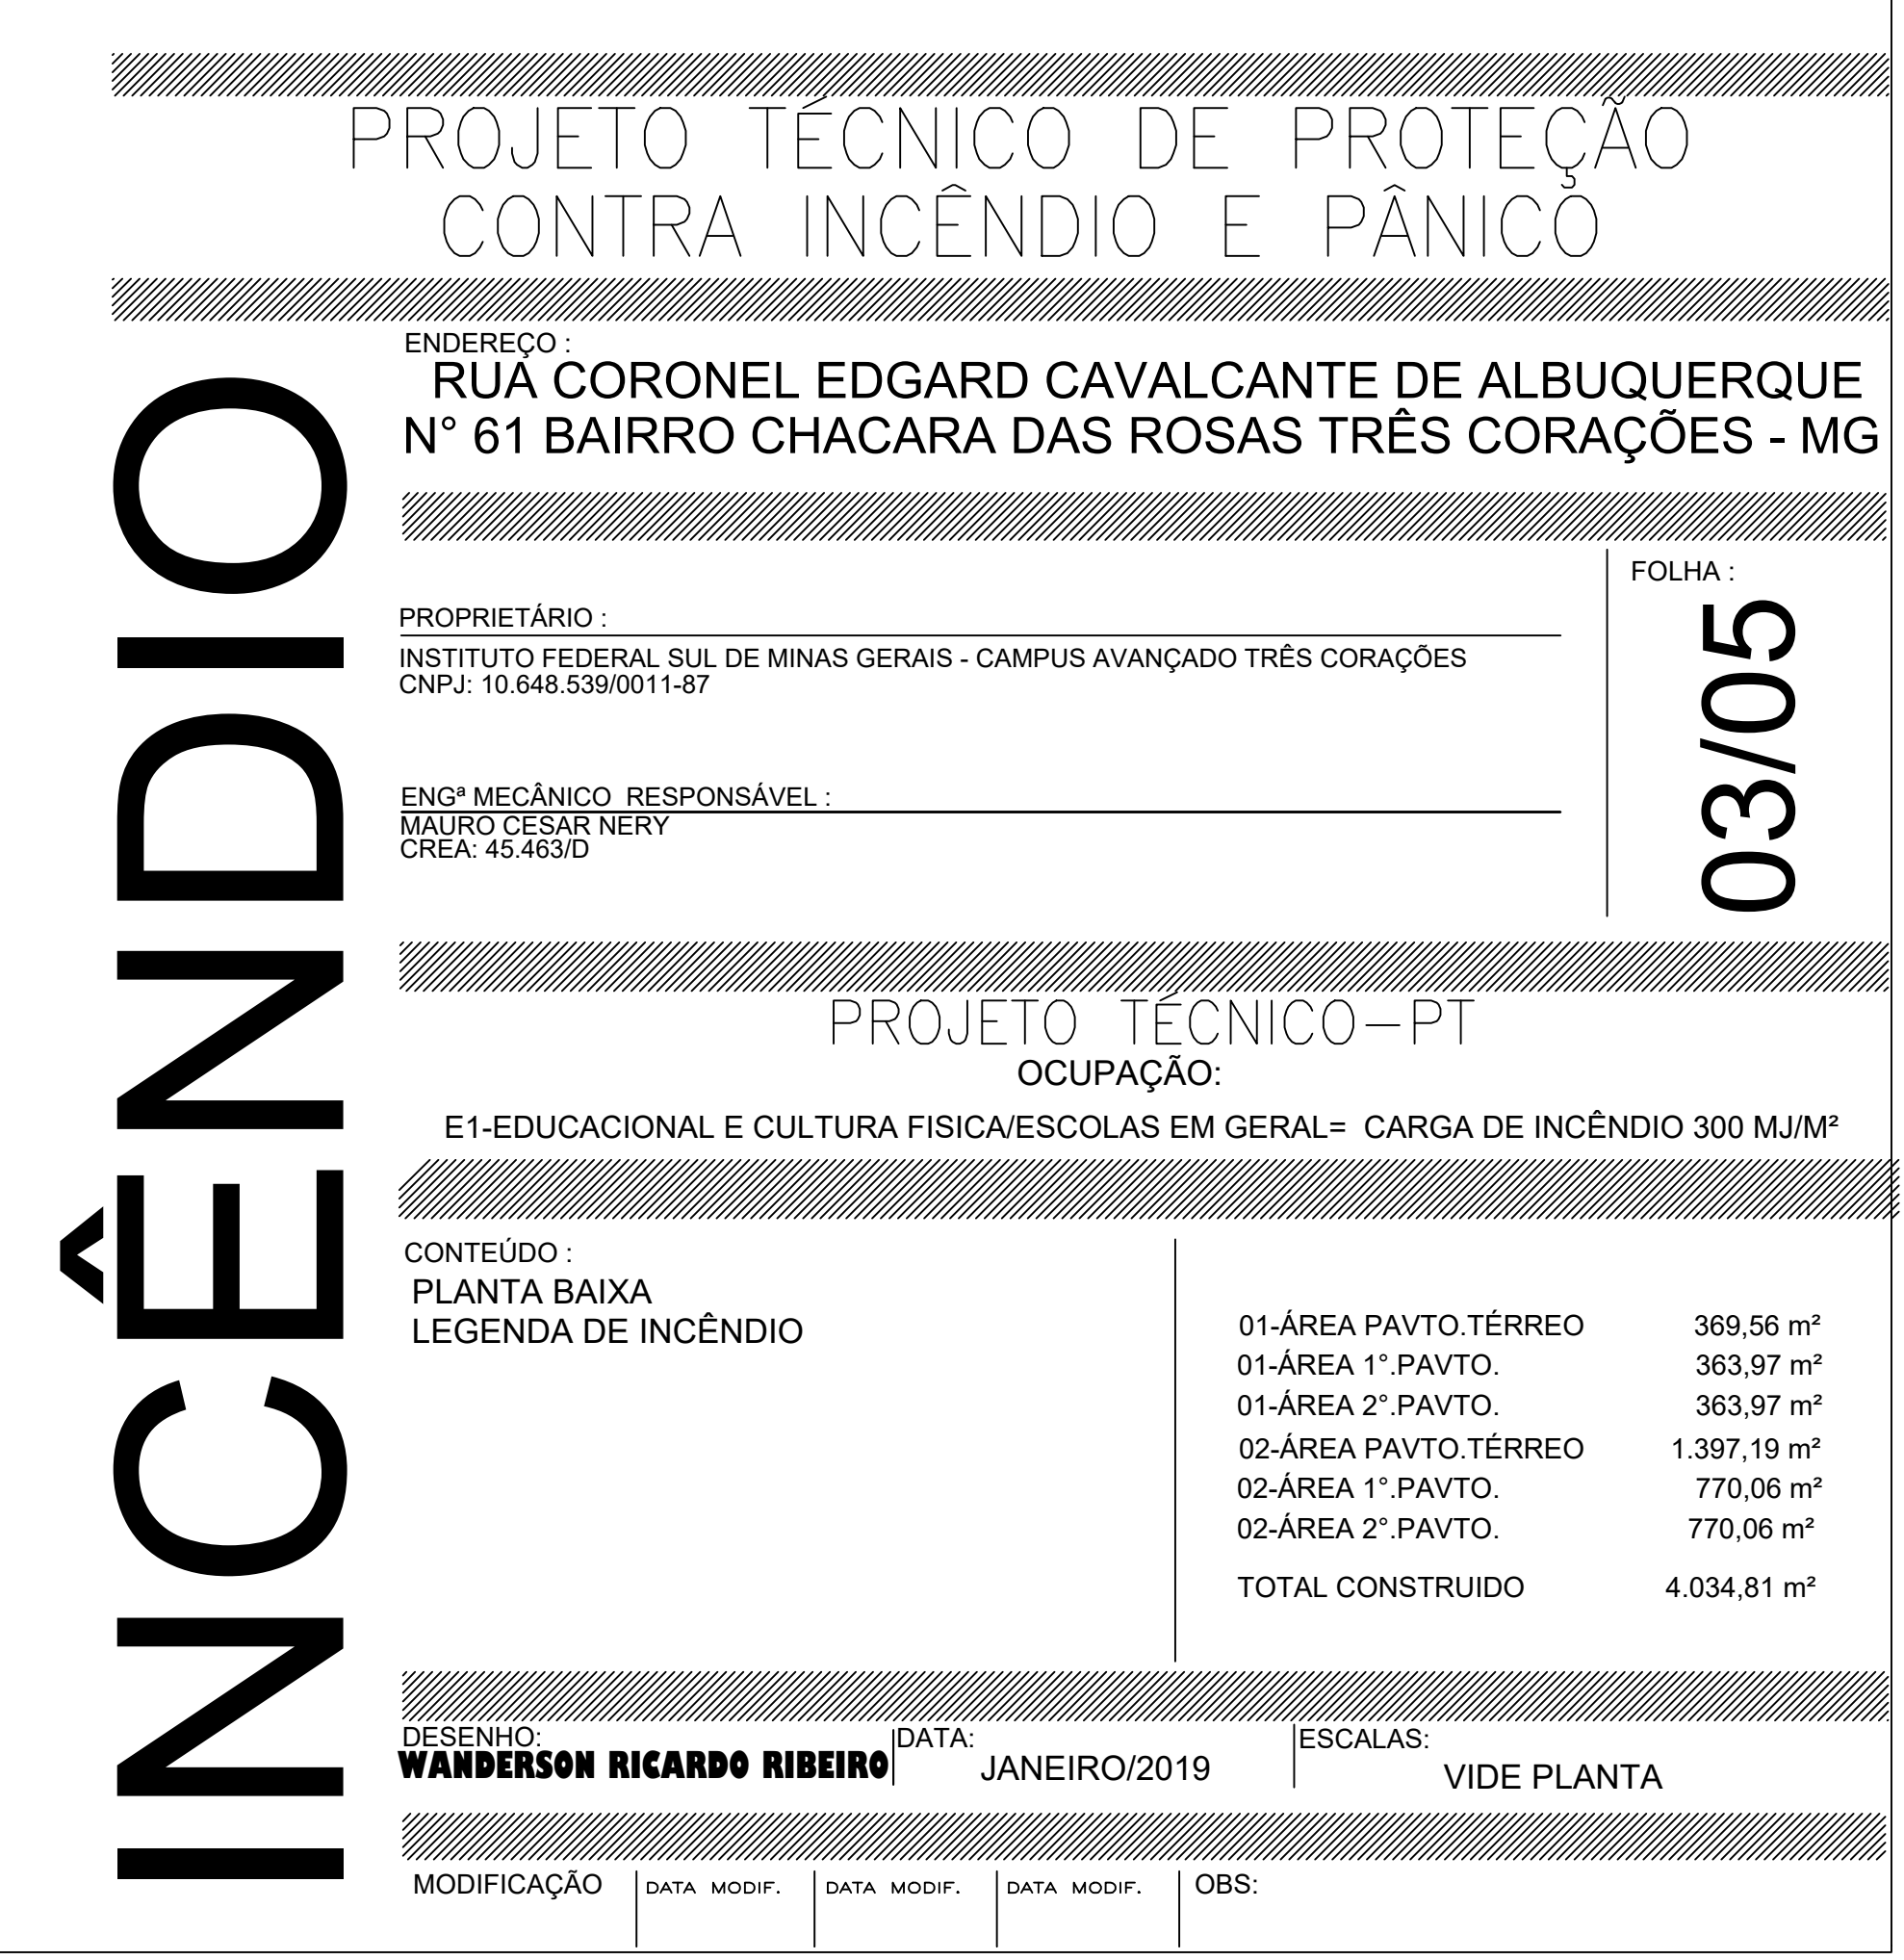 PROJETO TÉCNICO DE PROTEÇÃO
CONTRA INCÊNDIO E PÂNICO
INCÊNDIO
ENDEREÇO :
RUA CORONEL EDGARD CAVALCANTE DE ALBUQUERQUE
N° 61 BAIRRO CHACARA DAS ROSAS TRÊS CORAÇÕES - MG
PROPRIETÁRIO :
INSTITUTO FEDERAL SUL DE MINAS GERAIS - CAMPUS AVANÇADO TRÊS CORAÇÕES
CNPJ: 10.648.539/0011-87
ENGª MECÂNICO RESPONSÁVEL :
MAURO CESAR NERY
CREA: 45.463/D
FOLHA :
03/05
PROJETO TÉCNICO-PT
OCUPAÇÃO:
E1-EDUCACIONAL E CULTURA FISICA/ESCOLAS EM GERAL= CARGA DE INCÊNDIO 300 MJ/M²
CONTEÚDO :
PLANTA BAIXA
LEGENDA DE INCÊNDIO
01-ÁREA PAVTO.TÉRREO 369,56 m²
01-ÁREA 1°.PAVTO. 363,97 m²
01-ÁREA 2°.PAVTO. 363,97 m²
02-ÁREA PAVTO.TÉRREO 1.397,19 m²
02-ÁREA 1°.PAVTO. 770,06 m²
02-ÁREA 2°.PAVTO. 770,06 m²
TOTAL CONSTRUIDO 4.034,81 m²
DESENHO:
WANDERSON RICARDO RIBEIRO
DATA:
JANEIRO/2019
ESCALAS:
VIDE PLANTA
MODIFICAÇÃO DATA MODIF. DATA MODIF. DATA MODIF. OBS: